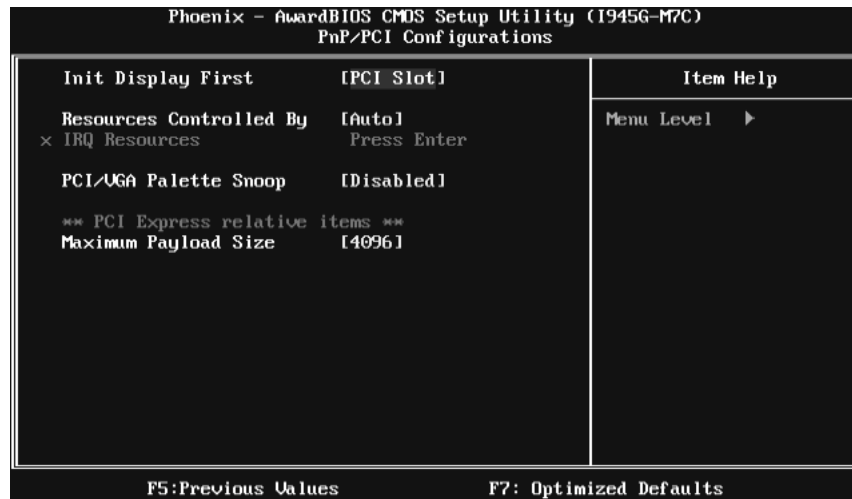 Phoenix - AwardBIOS CMOS Setup Utility (I945G-M7C)
PnP/PCI Configurations
Init Display First [PCI Slot]
Item Help
Resources Controlled By [Auto]
Menu Level ▶
x IRQ Resources Press Enter
PCI/VGA Palette Snoop [Disabled]
** PCI Express relative items **
Maximum Payload Size [4096]
F5:Previous Values F7: Optimized Defaults